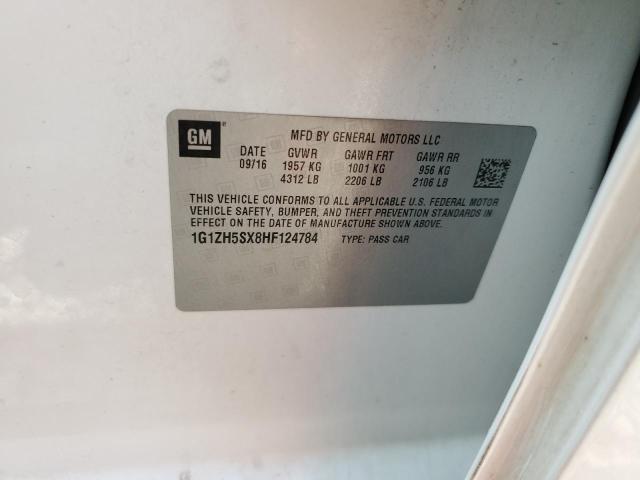 GM
MFD BY GENERAL MOTORS LLC
DATE GVWR GAWR FRT GAWR RR
09/16 1957 KG 1001 KG 956 KG
4312 LB 2206 LB 2106 LB
THIS VEHICLE CONFORMS TO ALL APPLICABLE U.S. FEDERAL MOTOR
VEHICLE SAFETY, BUMPER, AND THEFT PREVENTION STANDARDS IN
EFFECT ON THE DATE OF MANUFACTURE SHOWN ABOVE.
1G1ZH5SX8HF124784 TYPE: PASS CAR